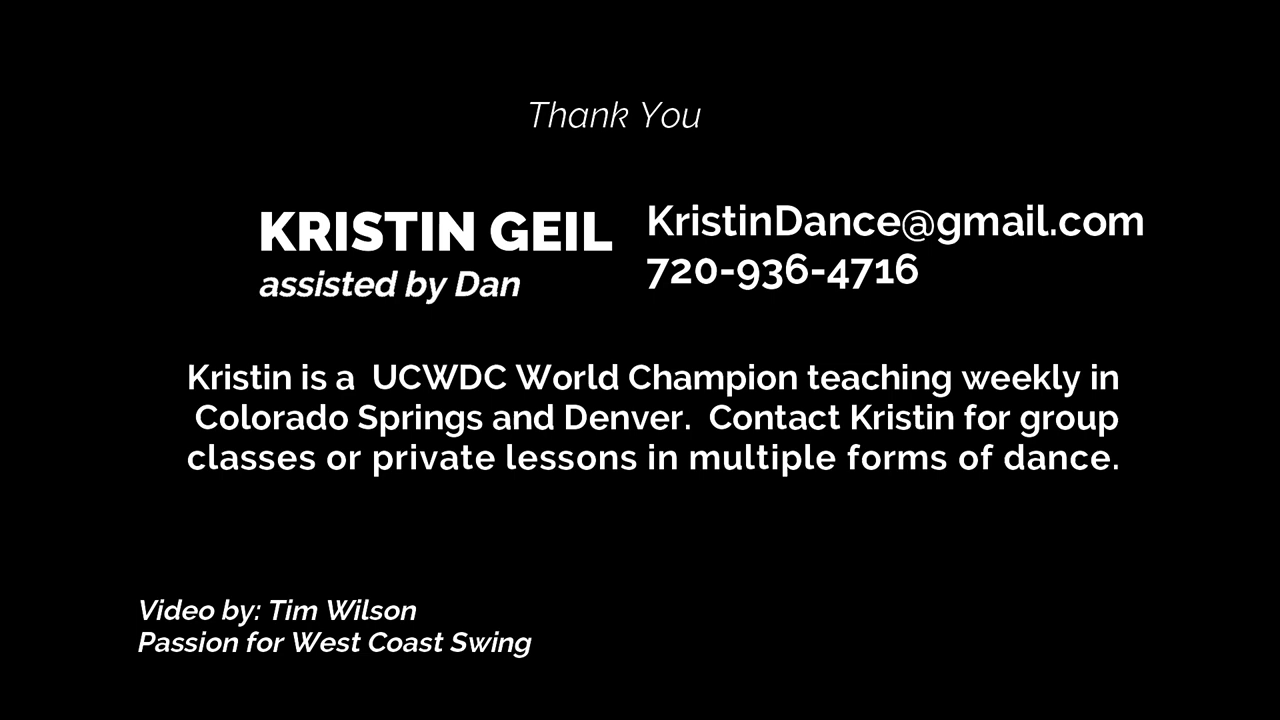 Thank You
KRISTIN GEIL
assisted by Dan
KristinDance@gmail.com
720-936-4716
Kristin is a  UCWDC World Champion teaching weekly in
Colorado Springs and Denver.  Contact Kristin for group
classes or private lessons in multiple forms of dance.
Video by: Tim Wilson
Passion for West Coast Swing